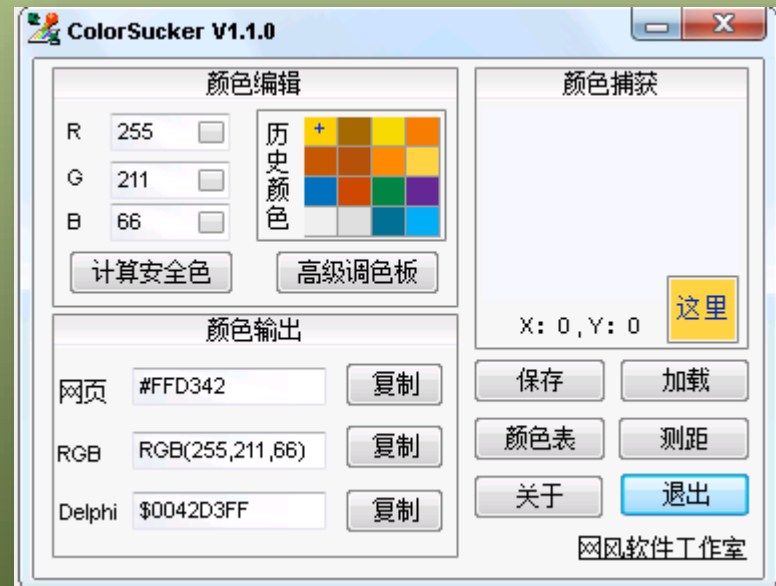 ColorSucker V1.1.0
颜色编辑
R 255
G 211
B 66
历史颜色
计算安全色
高级调色板
颜色捕获
X: 0,Y: 0
这里
颜色输出
网页 #FFD342 复制
RGB RGB(255,211,66) 复制
Delphi $0042D3FF 复制
保存
加载
颜色表
测距
关于
退出
网风软件工作室